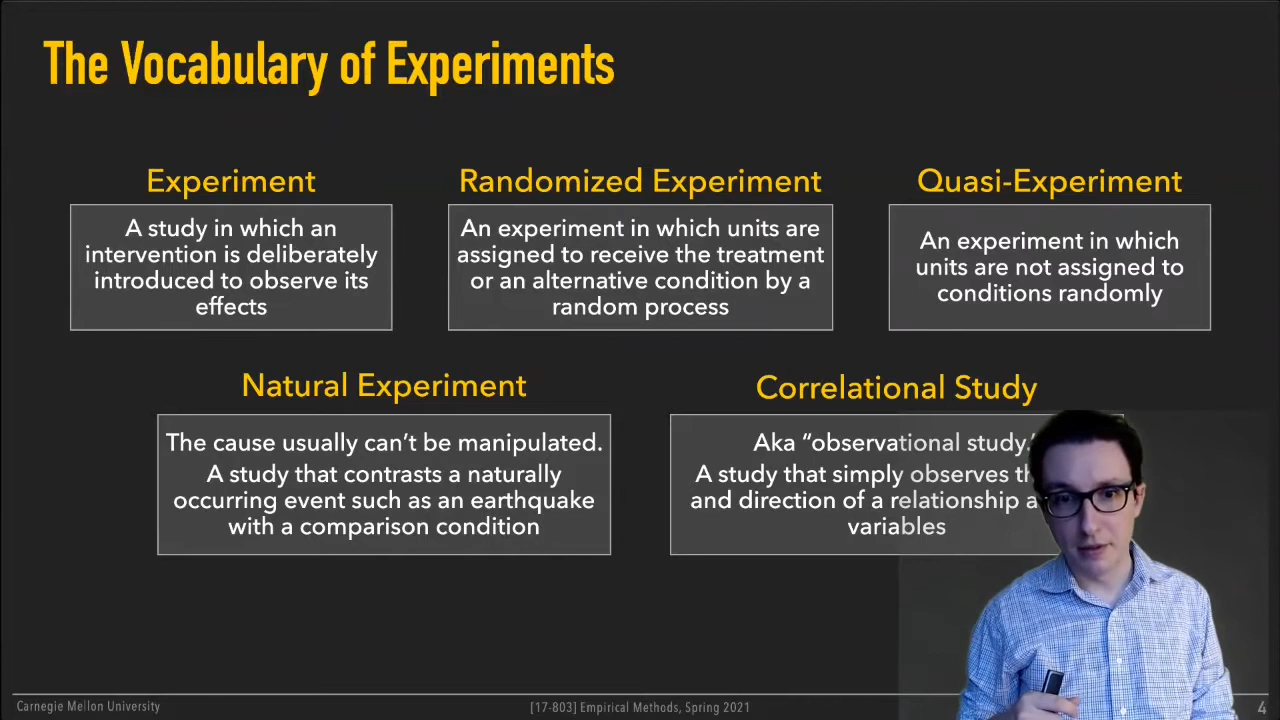 The Vocabulary of Experiments
Experiment
A study in which an
intervention is deliberately
introduced to observe its
effects
Randomized Experiment
An experiment in which units are
assigned to receive the treatment
or an alternative condition by a
random process
Quasi-Experiment
An experiment in which
units are not assigned to
conditions randomly
Natural Experiment
The cause usually can’t be manipulated.
A study that contrasts a naturally
occurring event such as an earthquake
with a comparison condition
Correlational Study
Aka “observational study.”
A study that simply observes
and direction of a relationship
variables
Carnegie Mellon University
[17-803] Empirical Methods, Spring 2021
4